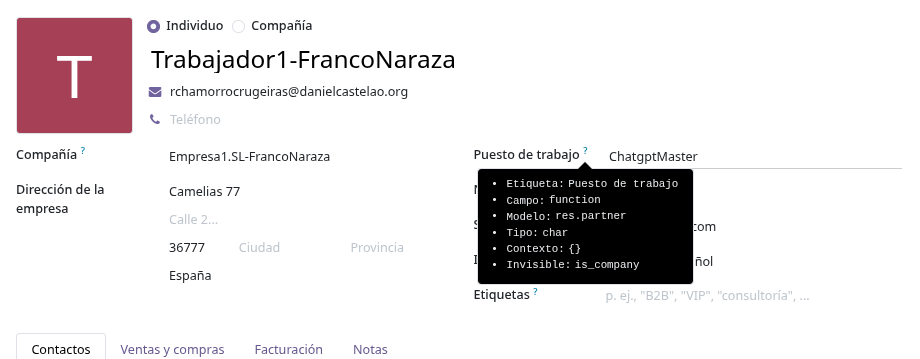 T
Individuo Compañía
Trabajador1-FrancoNaraza
rchamorrocrugeiras@danielcastelao.org
Teléfono
Compañía ? Empresa1.SL-FrancoNaraza
Dirección de la empresa
Camelias 77
Calle 2...
36777 Ciudad Provincia
España
Puesto de trabajo ? ChatgptMaster
• Etiqueta: Puesto de trabajo
• Campo: function
• Modelo: res.partner
• Tipo: char
• Contexto: {}
• Invisible: is_company
com
ñol
Etiquetas ? p. ej., "B2B", "VIP", "consultoría", ...
Contactos Ventas y compras Facturación Notas